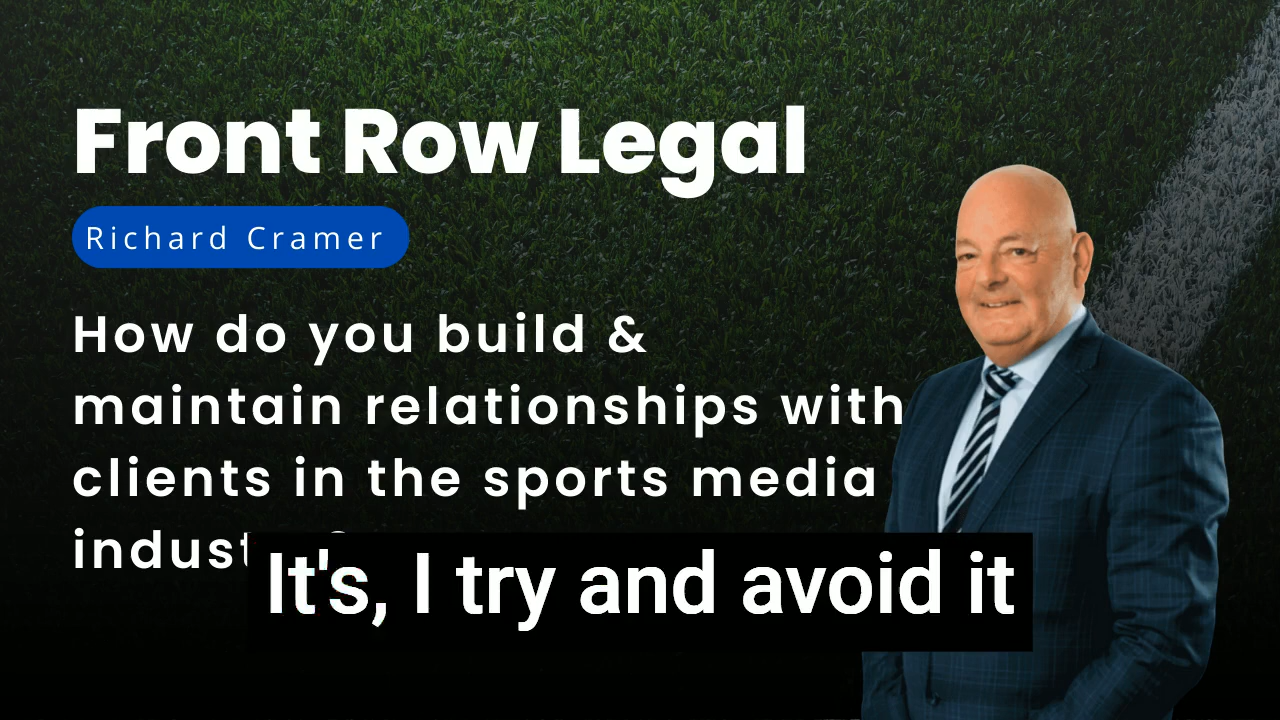 Front Row Legal
Richard Cramer
How do you build &
maintain relationships with
clients in the sports media
It's, I try and avoid it